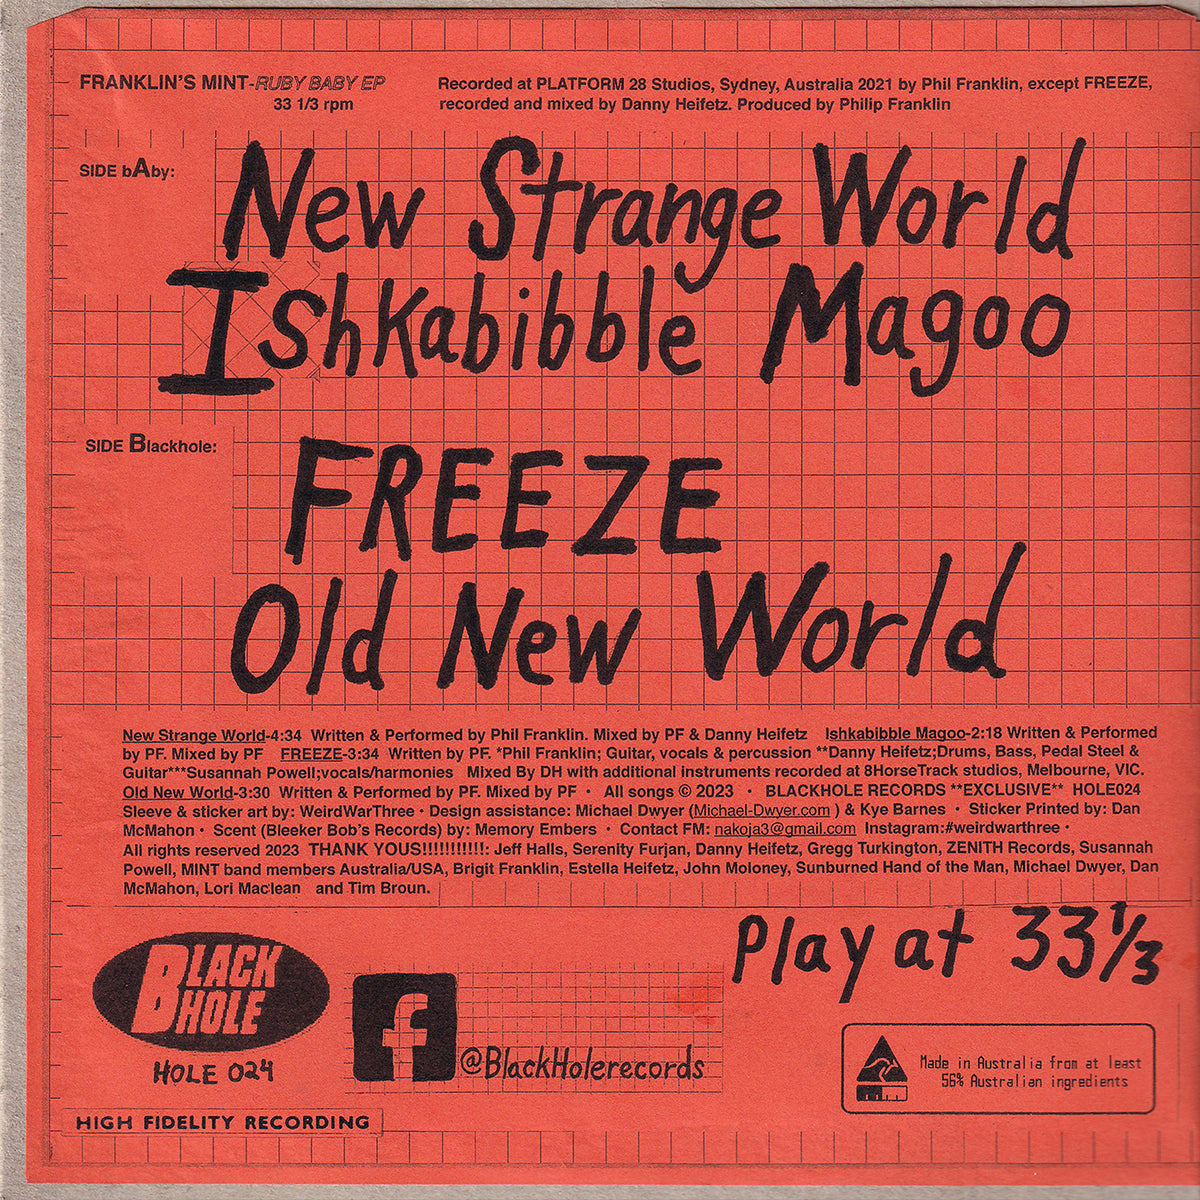 FRANKLIN'S MINT-RUBY BABY EP
33 1/3 rpm
Recorded at PLATFORM 28 Studios, Sydney, Australia 2021 by Phil Franklin, except FREEZE,
recorded and mixed by Danny Heifetz. Produced by Philip Franklin
SIDE bAby:
New Strange World
Ishkabibble Magoo
SIDE Blackhole:
FREEZE
Old New World
New Strange World-4:34 Written & Performed by Phil Franklin. Mixed by PF & Danny Heifetz Ishkabibble Magoo-2:18 Written & Performed
by PF. Mixed by PF FREEZE-3:34 Written by PF. *Phil Franklin; Guitar, vocals & percussion **Danny Heifetz;Drums, Bass, Pedal Steel &
Guitar***Susannah Powell;vocals/harmonies Mixed By DH with additional instruments recorded at 8HorseTrack studios, Melbourne, VIC.
Old New World-3:30 Written & Performed by PF. Mixed by PF • All songs © 2023 • BLACKHOLE RECORDS **EXCLUSIVE** HOLE024
Sleeve & sticker art by: WeirdWarThree • Design assistance: Michael Dwyer (Michael-Dwyer.com ) & Kye Barnes • Sticker Printed by: Dan
McMahon • Scent (Bleeker Bob's Records) by: Memory Embers • Contact FM: nakoja3@gmail.com Instagram:#weirdwarthree •
All rights reserved 2023 THANK YOUS!!!!!!!!!!!: Jeff Halls, Serenity Furjan, Danny Heifetz, Gregg Turkington, ZENITH Records, Susannah
Powell, MINT band members Australia/USA, Brigit Franklin, Estella Heifetz, John Moloney, Sunburned Hand of the Man, Michael Dwyer, Dan
McMahon, Lori Maclean and Tim Broun.
Play at 33 1/3
BLACK
HOLE
HOLE 024
f
@BlackHolerecords
Made in Australia from at least
56% Australian ingredients
HIGH FIDELITY RECORDING